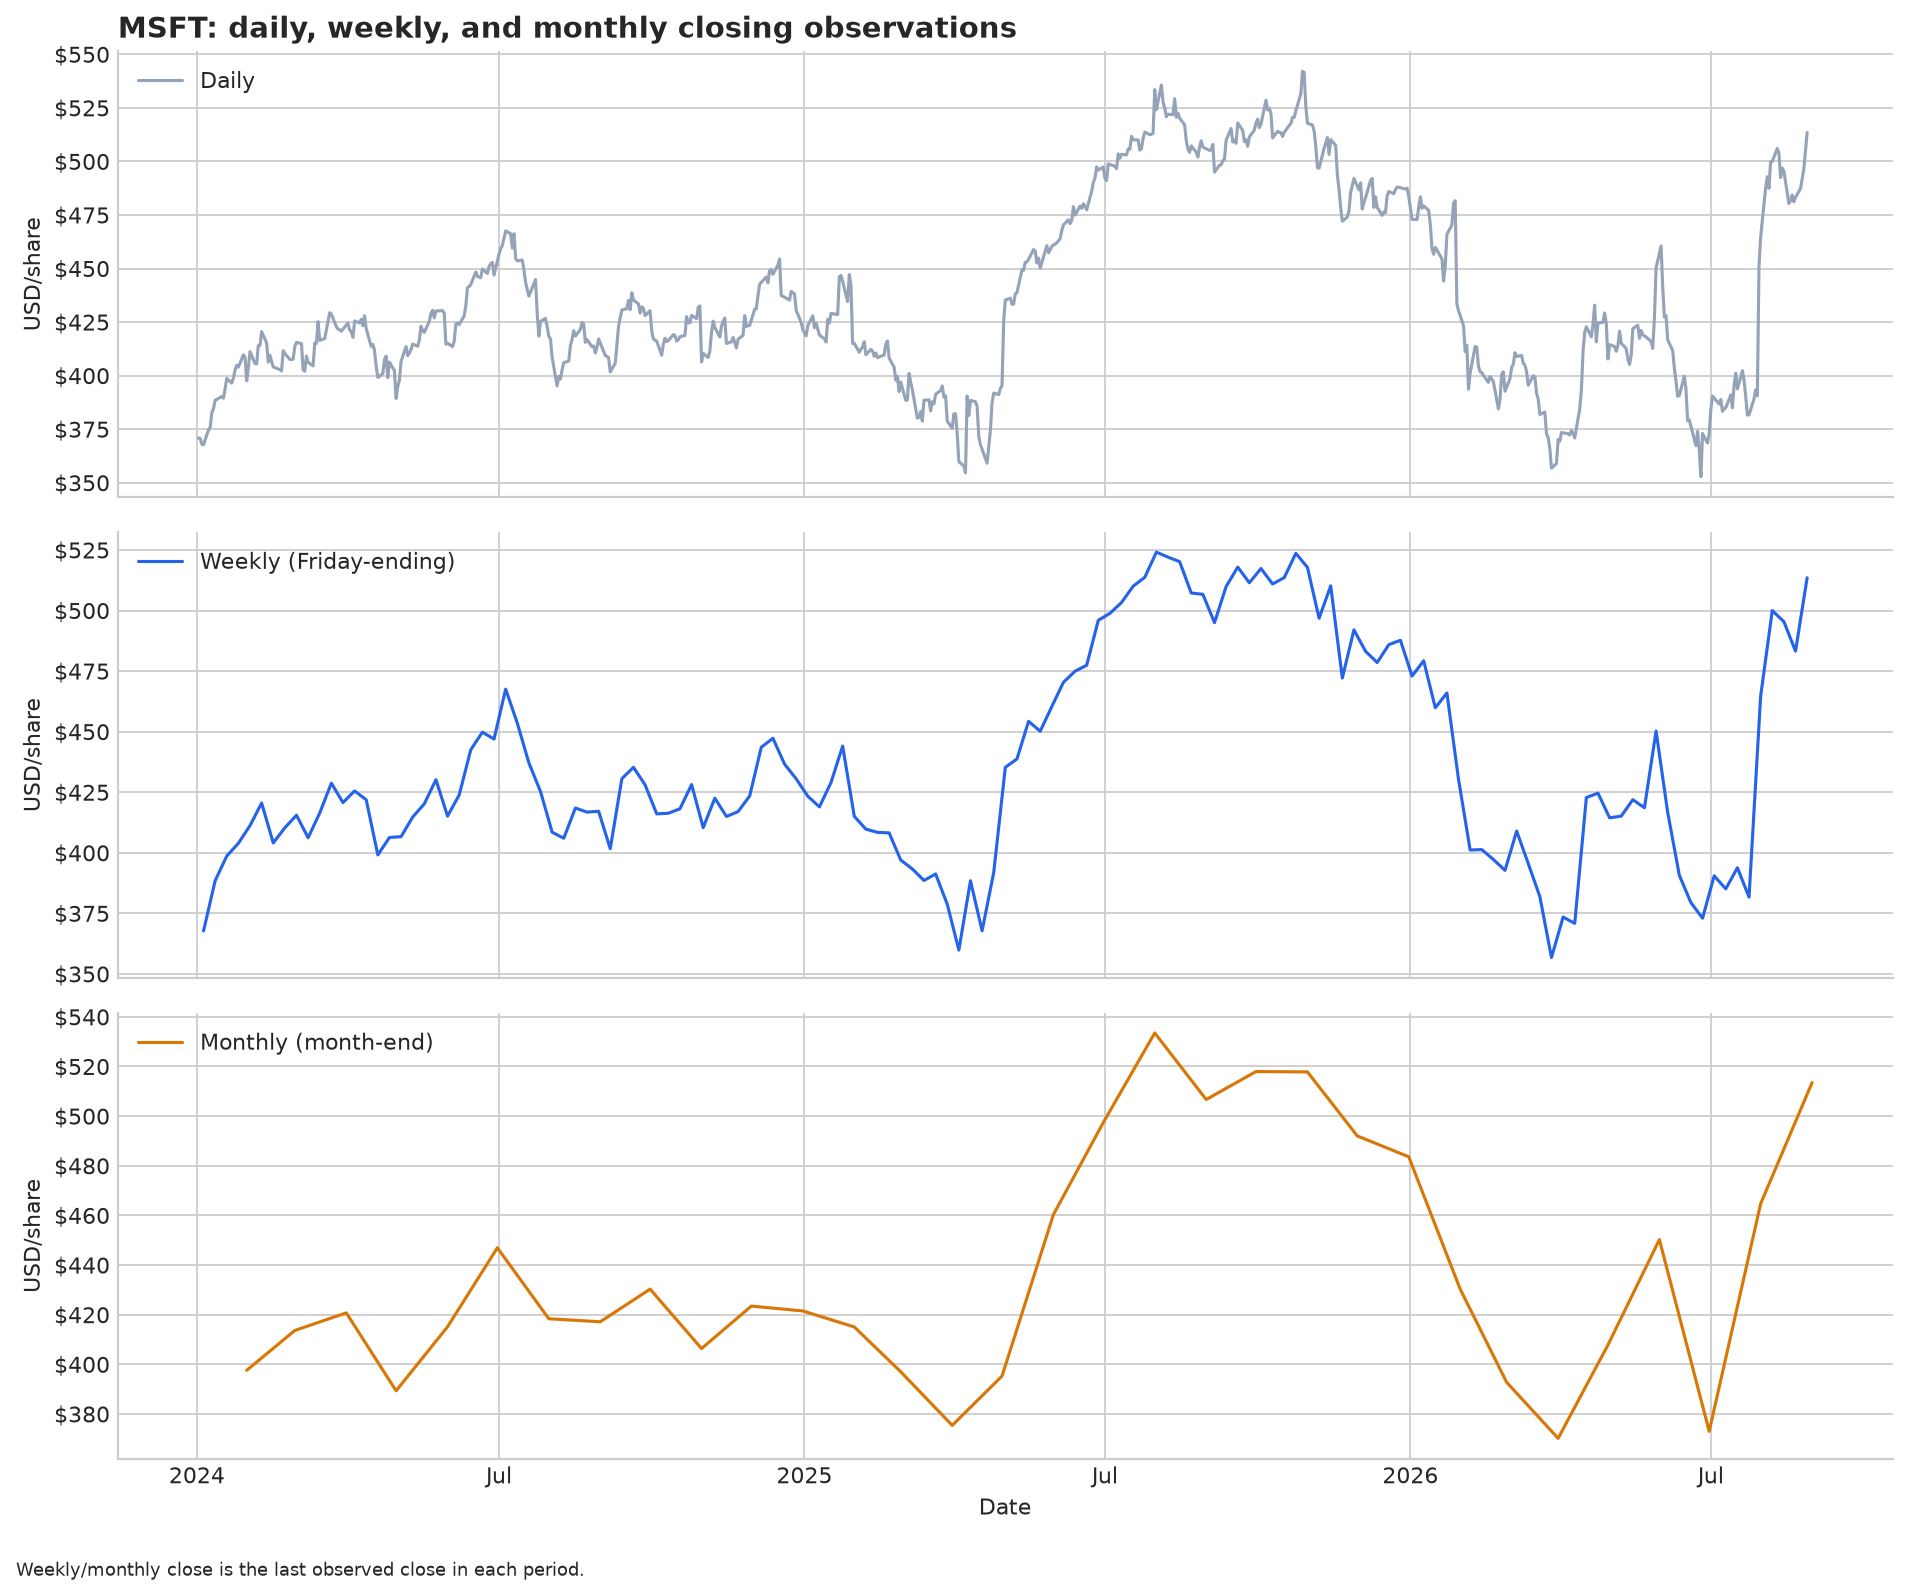 MSFT: daily, weekly, and monthly closing observations
$550
$525
$500
$475
$450
$425
$400
$375
$350
USD/share
Daily
$525
$500
$475
$450
$425
$400
$375
$350
USD/share
Weekly (Friday-ending)
$540
$520
$500
$480
$460
$440
$420
$400
$380
USD/share
Monthly (month-end)
2024 Jul 2025 Jul 2026 Jul
Date
Weekly/monthly close is the last observed close in each period.